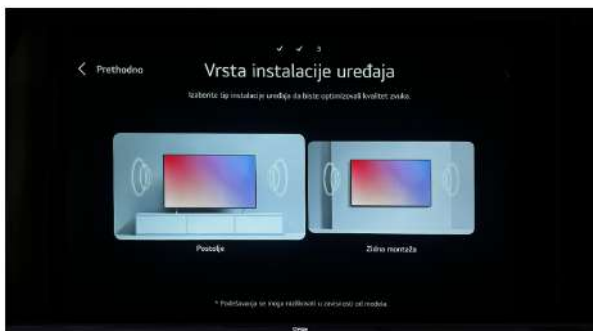 3
Prethodno
Vrsta instalacije uređaja
Izaberite tip instalacije uređaja da biste optimizovali kvalitet zvuka.
Postolje
Zidna montaža
* Podešavanja se mogu razlikovati u zavisnosti od modela.